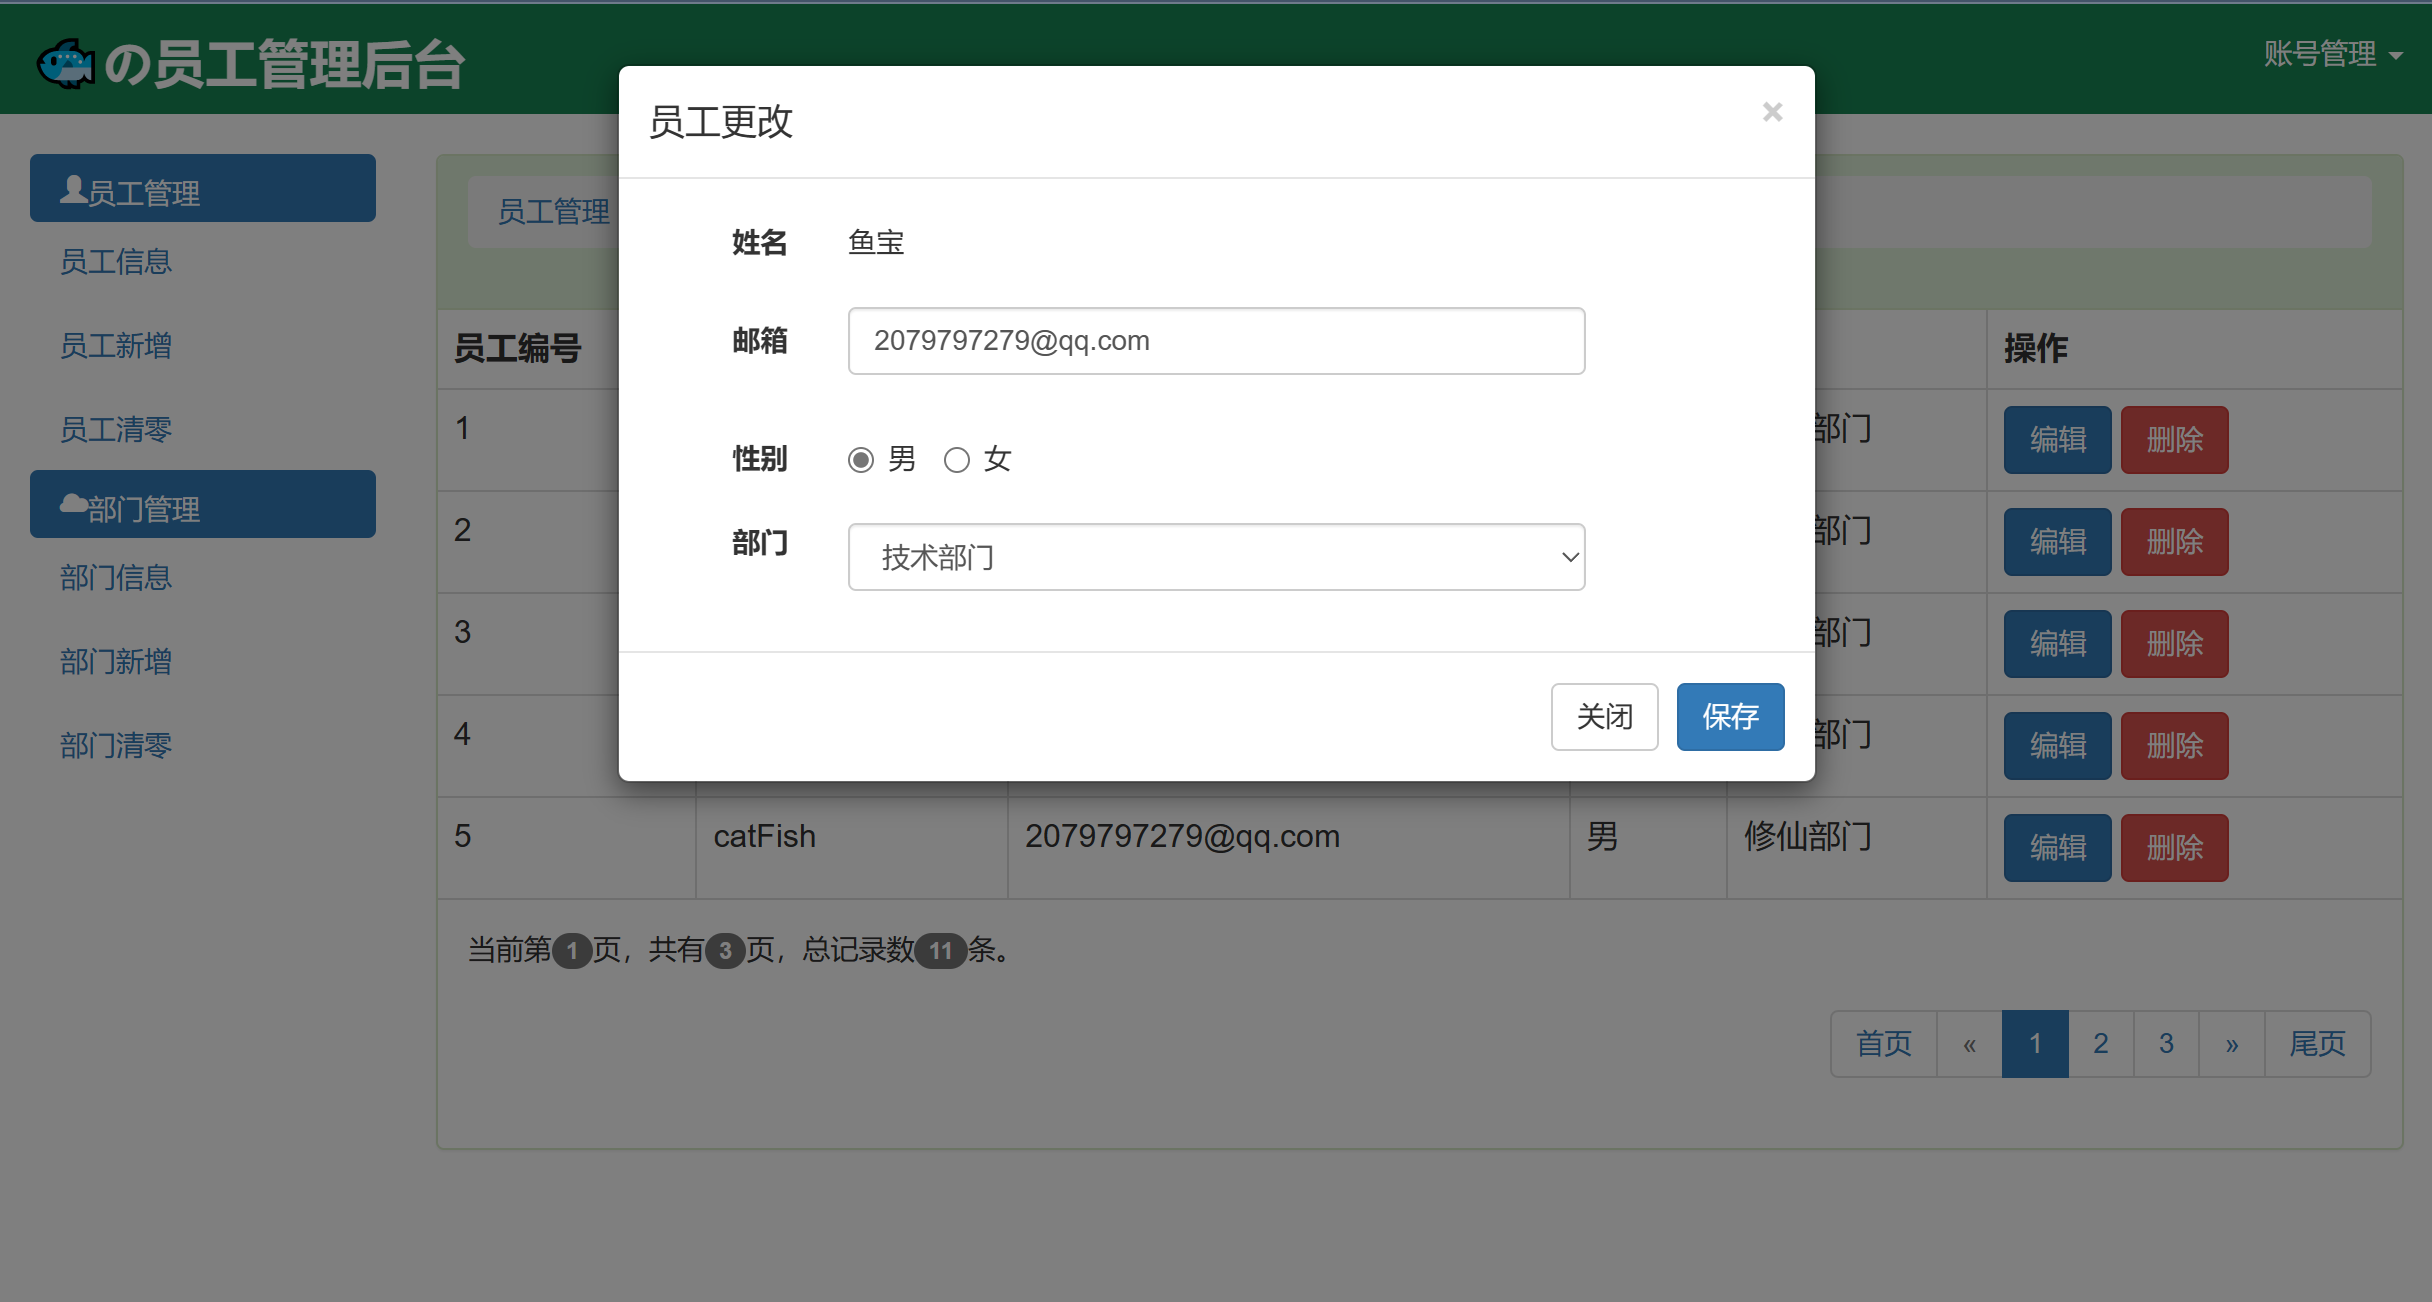 の员工管理后台
账号管理
员工管理
员工信息
员工新增
员工清零
部门管理
部门信息
部门新增
部门清零
员工管理
员工更改
×
姓名 鱼宝
邮箱 2079797279@qq.com
性别 男 女
部门 技术部门
关闭 保存
员工编号 操作
1 部门 编辑 删除
2 部门 编辑 删除
3 部门 编辑 删除
4 部门 编辑 删除
5 catFish 2079797279@qq.com 男 修仙部门 编辑 删除
当前第1页，共有3页，总记录数11条。
首页 « 1 2 3 » 尾页